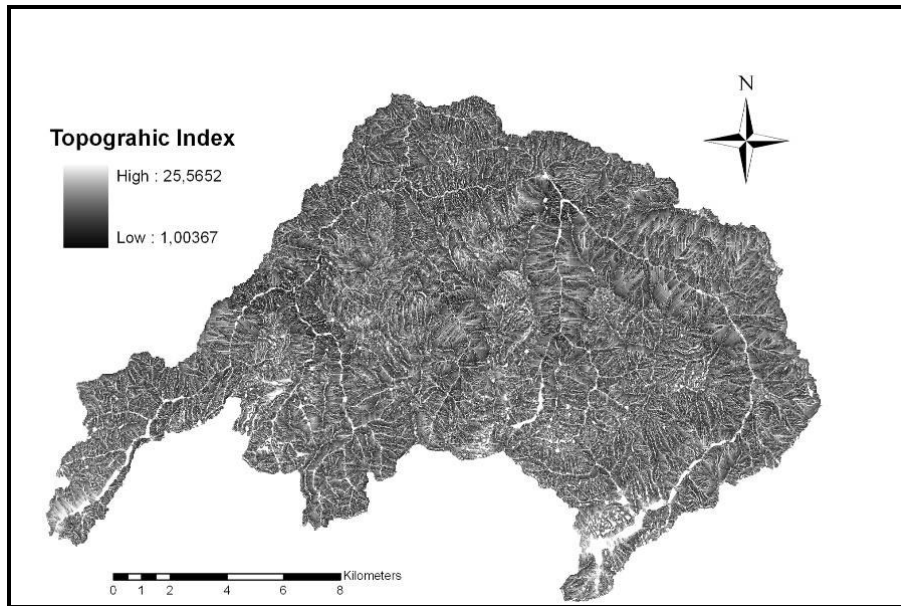 N
Topograhic Index
High : 25,5652
Low : 1,00367
Kilometers
0 1 2 4 6 8